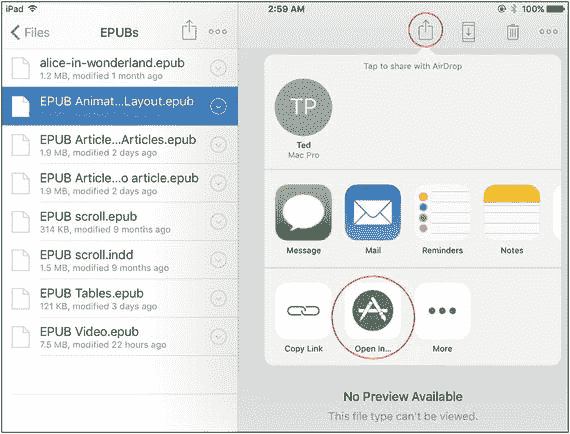 iPad 2:59 AM 100%
Files EPUBs
alice-in-wonderland.epub
1.2 MB, modified 1 month ago
EPUB Animat...Layout.epub
EPUB Article...Articles.epub
1.9 MB, modified 2 days ago
EPUB Article...o article.epub
1.9 MB, modified 2 days ago
EPUB scroll.epub
314 KB, modified 9 months ago
EPUB scroll.indd
1.5 MB, modified 9 months ago
EPUB Tables.epub
121 KB, modified 3 days ago
EPUB Video.epub
7.5 MB, modified 22 hours ago
Tap to share with AirDrop
TP
Ted
Mac Pro
Message Mail Reminders Notes
Copy Link Open In... More
No Preview Available
This file type can't be viewed.